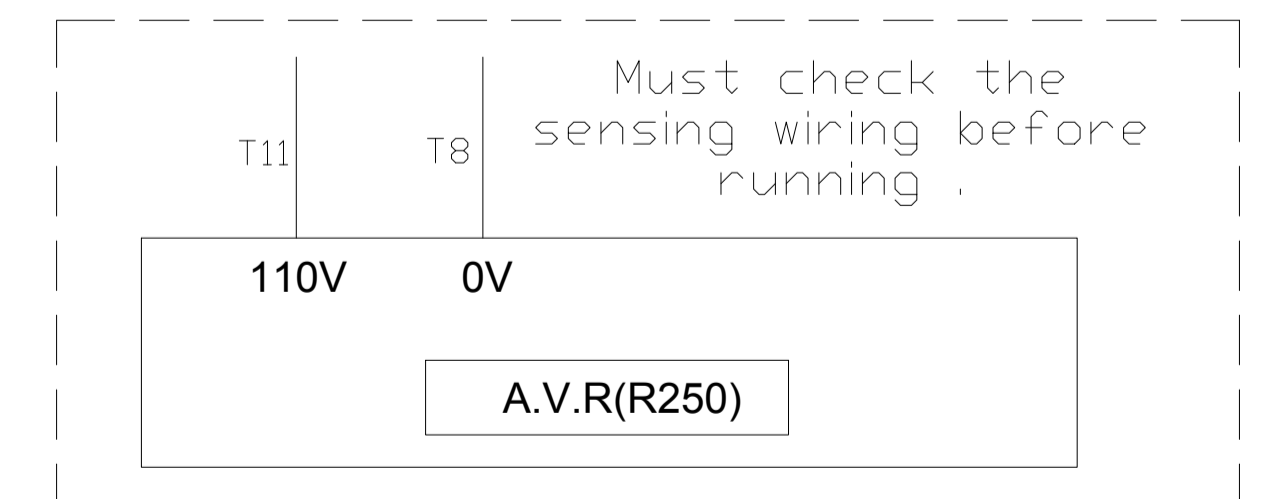 Must check the
sensing wiring before
running .
T11
T8
110V
0V
A.V.R(R250)